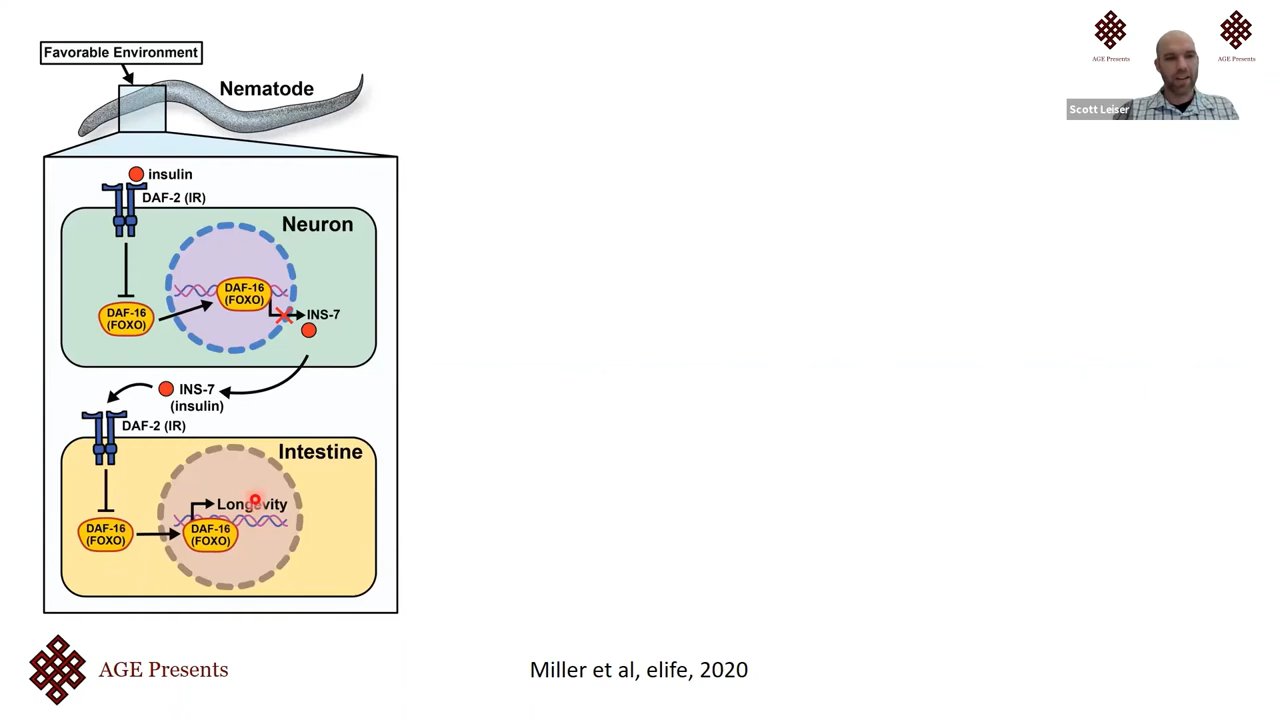 Favorable Environment
Nematode
insulin
DAF-2 (IR)
Neuron
DAF-16
(FOXO)
DAF-16
(FOXO)
INS-7
INS-7
(insulin)
DAF-2 (IR)
Intestine
Longevity
DAF-16
(FOXO)
DAF-16
(FOXO)
AGE Presents
Miller et al, elife, 2020
AGE Presents
AGE Presents
Scott Leiser